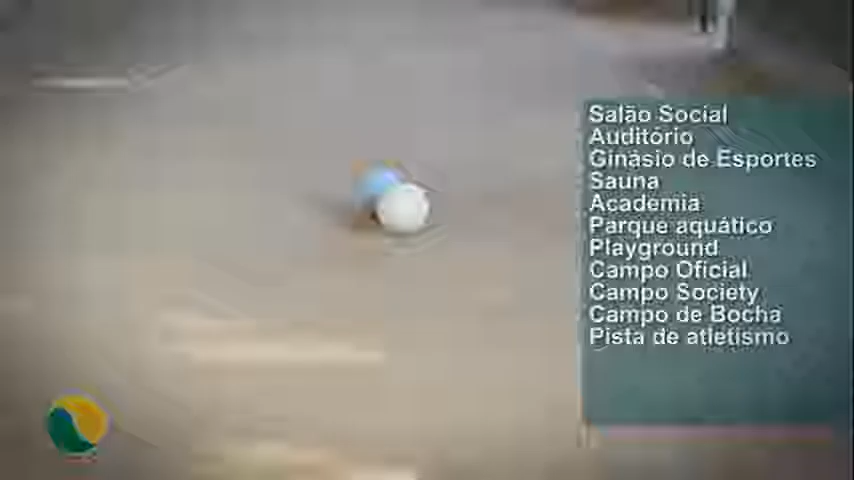 Salão Social
Auditório
Ginásio de Esportes
Sauna
Academia
Parque aquático
Playground
Campo Oficial
Campo Society
Campo de Bocha
Pista de atletismo